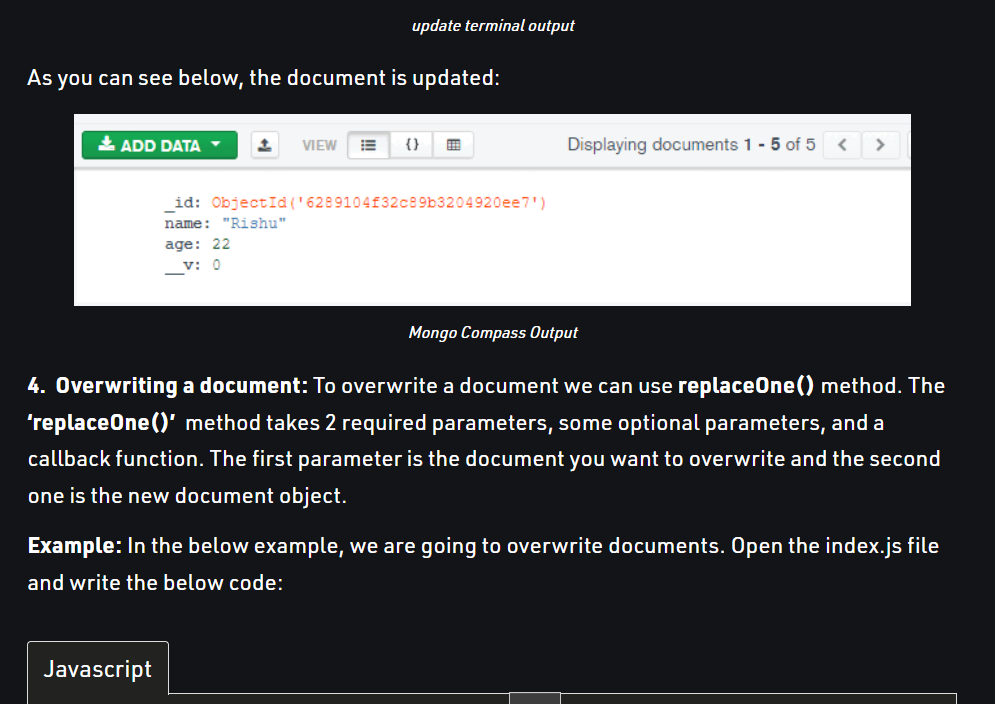 update terminal output
As you can see below, the document is updated:
ADD DATA VIEW {} Displaying documents 1 - 5 of 5 < >
_id: ObjectId('6289104f32c89b3204920ee7')
name: "Rishu"
age: 22
__v: 0
Mongo Compass Output
4. Overwriting a document: To overwrite a document we can use replaceOne() method. The
‘replaceOne()’ method takes 2 required parameters, some optional parameters, and a
callback function. The first parameter is the document you want to overwrite and the second
one is the new document object.
Example: In the below example, we are going to overwrite documents. Open the index.js file
and write the below code:
Javascript